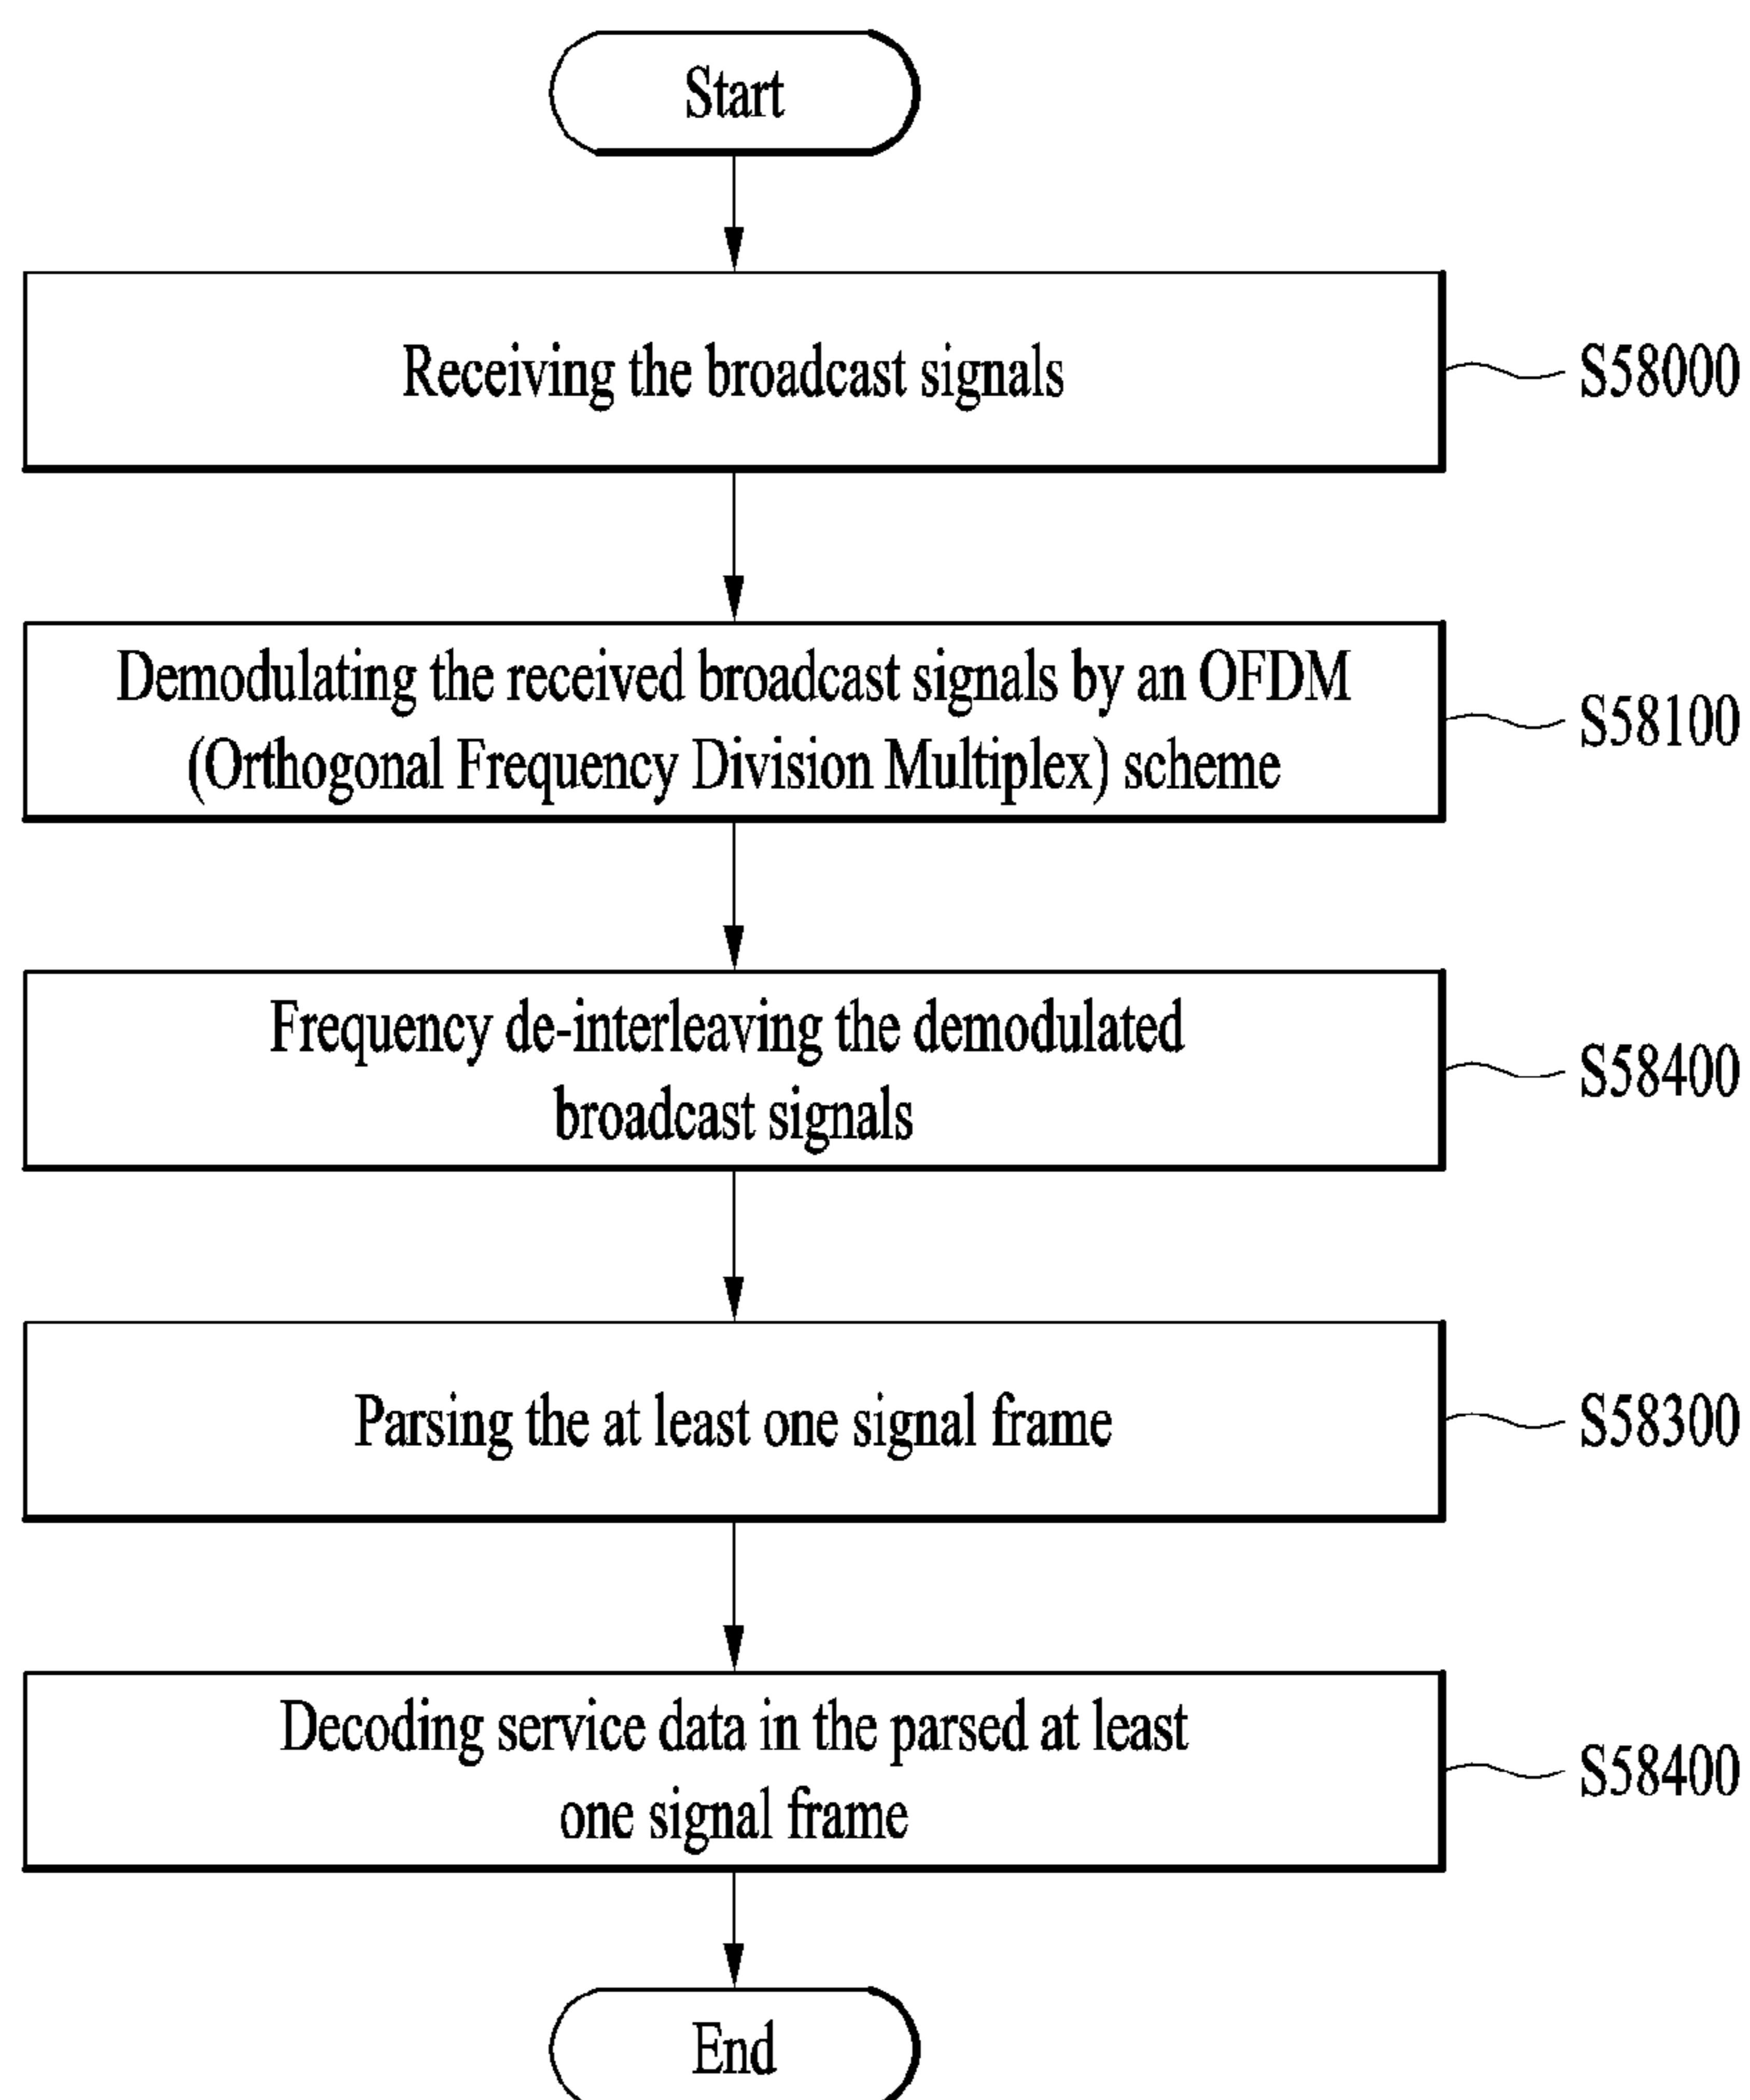 Start
Receiving the broadcast signals
S58000
Demodulating the received broadcast signals by an OFDM
(Orthogonal Frequency Division Multiplex) scheme
S58100
Frequency de-interleaving the demodulated
broadcast signals
S58400
Parsing the at least one signal frame
S58300
Decoding service data in the parsed at least
one signal frame
S58400
End